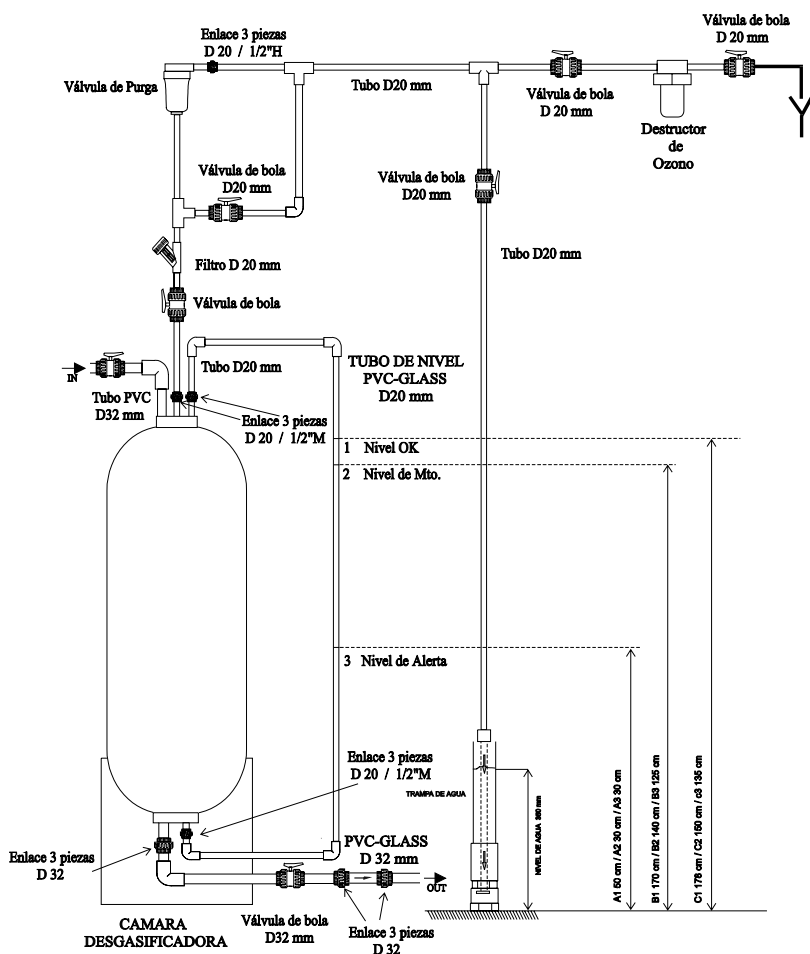 Enlace 3 piezas
D 20 / 1/2"H
Válvula de bola
D 20 mm
Válvula de Purga
Tubo D20 mm
Válvula de bola
D 20 mm
Destructor
de
Ozono
Válvula de bola
D20 mm
Válvula de bola
D20 mm
Filtro D 20 mm
Tubo D20 mm
Válvula de bola
IN
Tubo D20 mm
TUBO DE NIVEL
PVC-GLASS
D20 mm
Tubo PVC
D32 mm
Enlace 3 piezas
D 20 / 1/2"M
1 Nivel OK
2 Nivel de Mto.
3 Nivel de Alerta
Enlace 3 piezas
D 20 / 1/2"M
TRAMPA DE AGUA
NIVEL DE AGUA 380 mm
A1 50 cm / A2 30 cm / A3 30 cm
B1 170 cm / B2 140 cm / B3 125 cm
C1 178 cm / C2 150 cm / c3 135 cm
Enlace 3 piezas
D 32
PVC-GLASS
D 32 mm
OUT
CAMARA
DESGASIFICADORA
Válvula de bola
D32 mm
Enlace 3 piezas
D 32